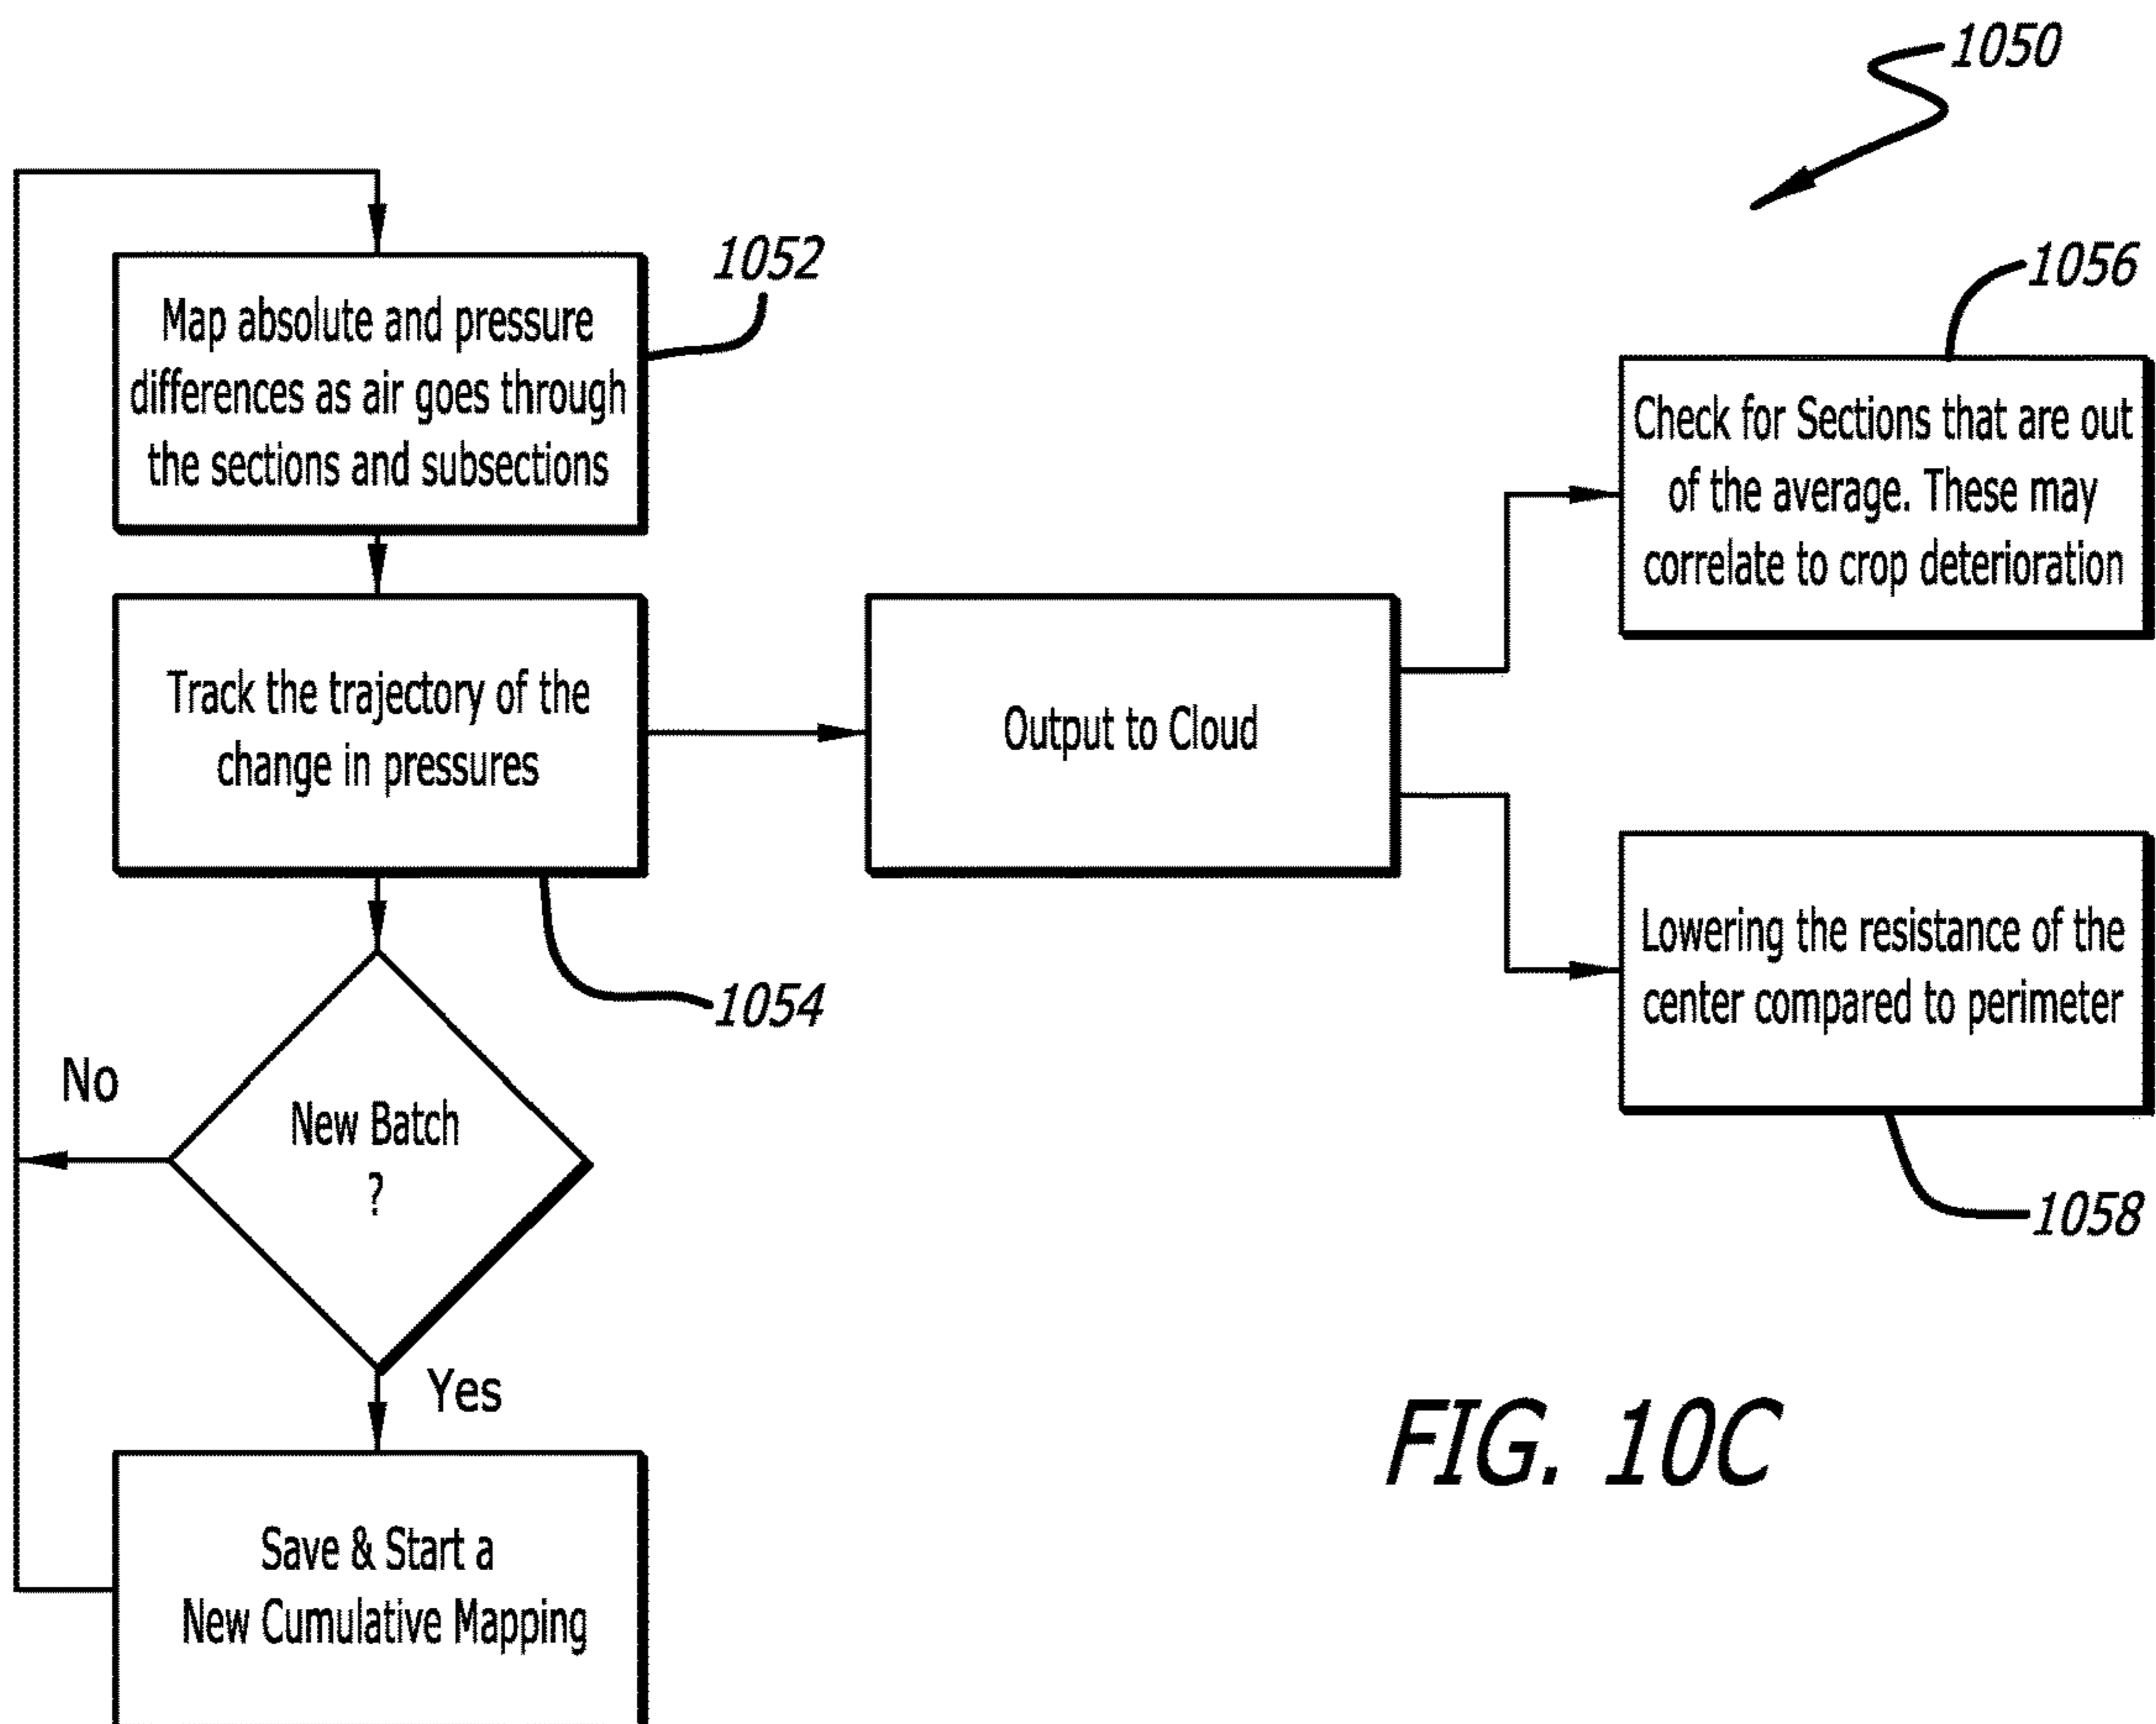 1050
1052
Map absolute and pressure
differences as air goes through
the sections and subsections
1056
Check for Sections that are out
of the average. These may
correlate to crop deterioration
Track the trajectory of the
change in pressures
Output to Cloud
1054
Lowering the resistance of the
center compared to perimeter
1058
No
New Batch
?
Yes
Save & Start a
New Cumulative Mapping
FIG. 10C